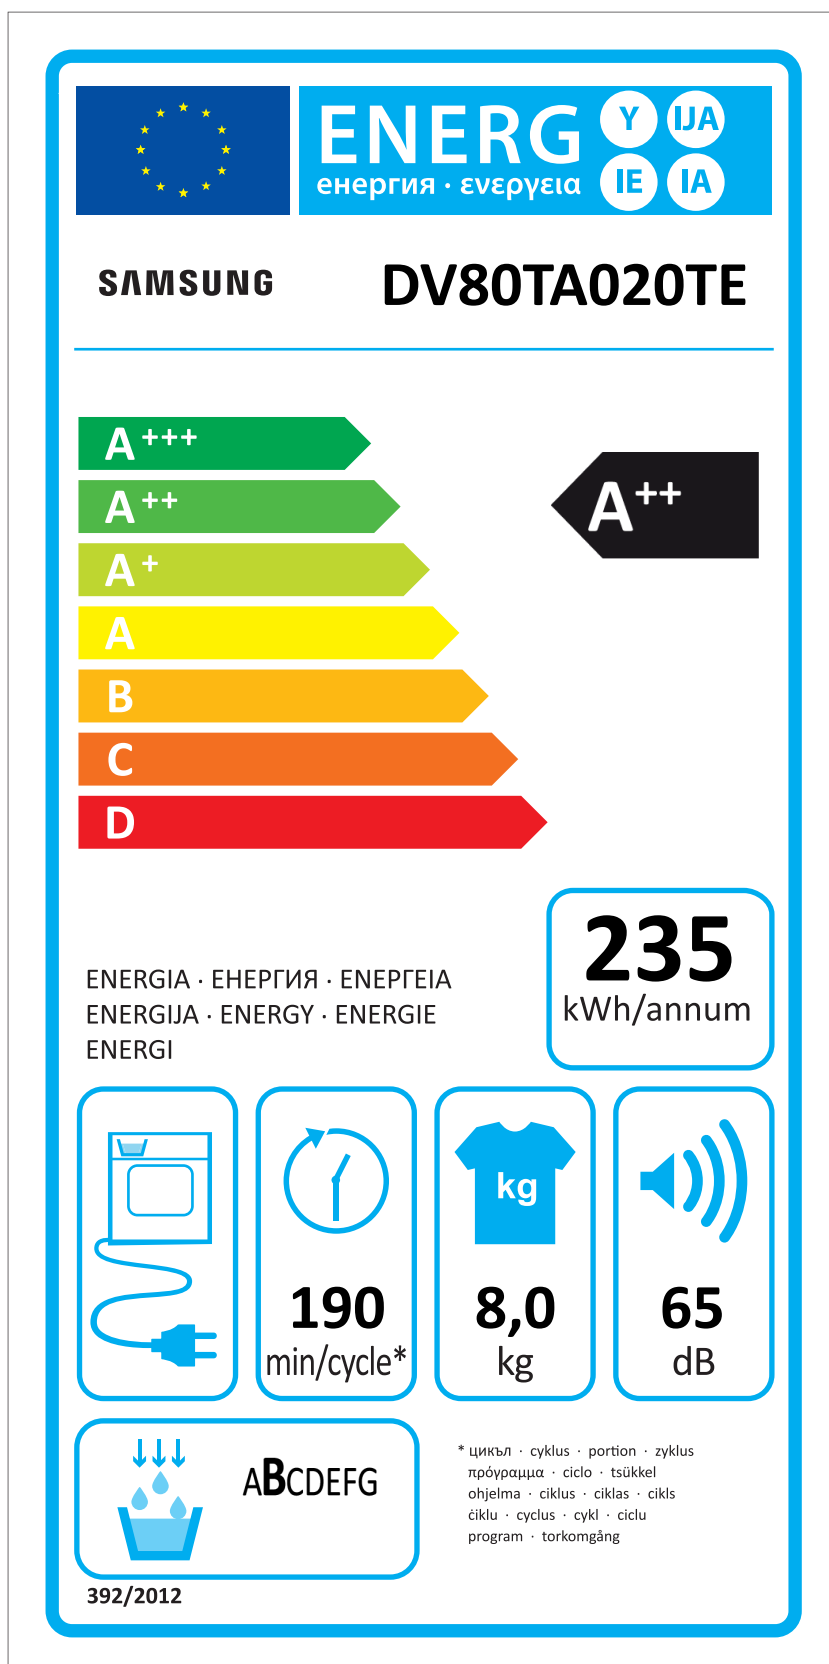 ENERG Y IJA
енергия · ενεργεια IE IA
SAMSUNG DV80TA020TE
A+++
A++
A++
A+
A
B
C
D
235
kWh/annum
ENERGIA · ЕНЕРГИЯ · ΕΝΕΡΓΕΙΑ
ENERGIJA · ENERGY · ENERGIE
ENERGI
kg
190
min/cycle*
8,0
kg
65
dB
ABCDEFG
* цикъл · cyklus · portion · zyklus
πρόγραμμα · ciclo · tsükkel
ohjelma · ciklus · ciklas · cikls
ċiklu · cyclus · cykl · ciclu
program · torkomgång
392/2012